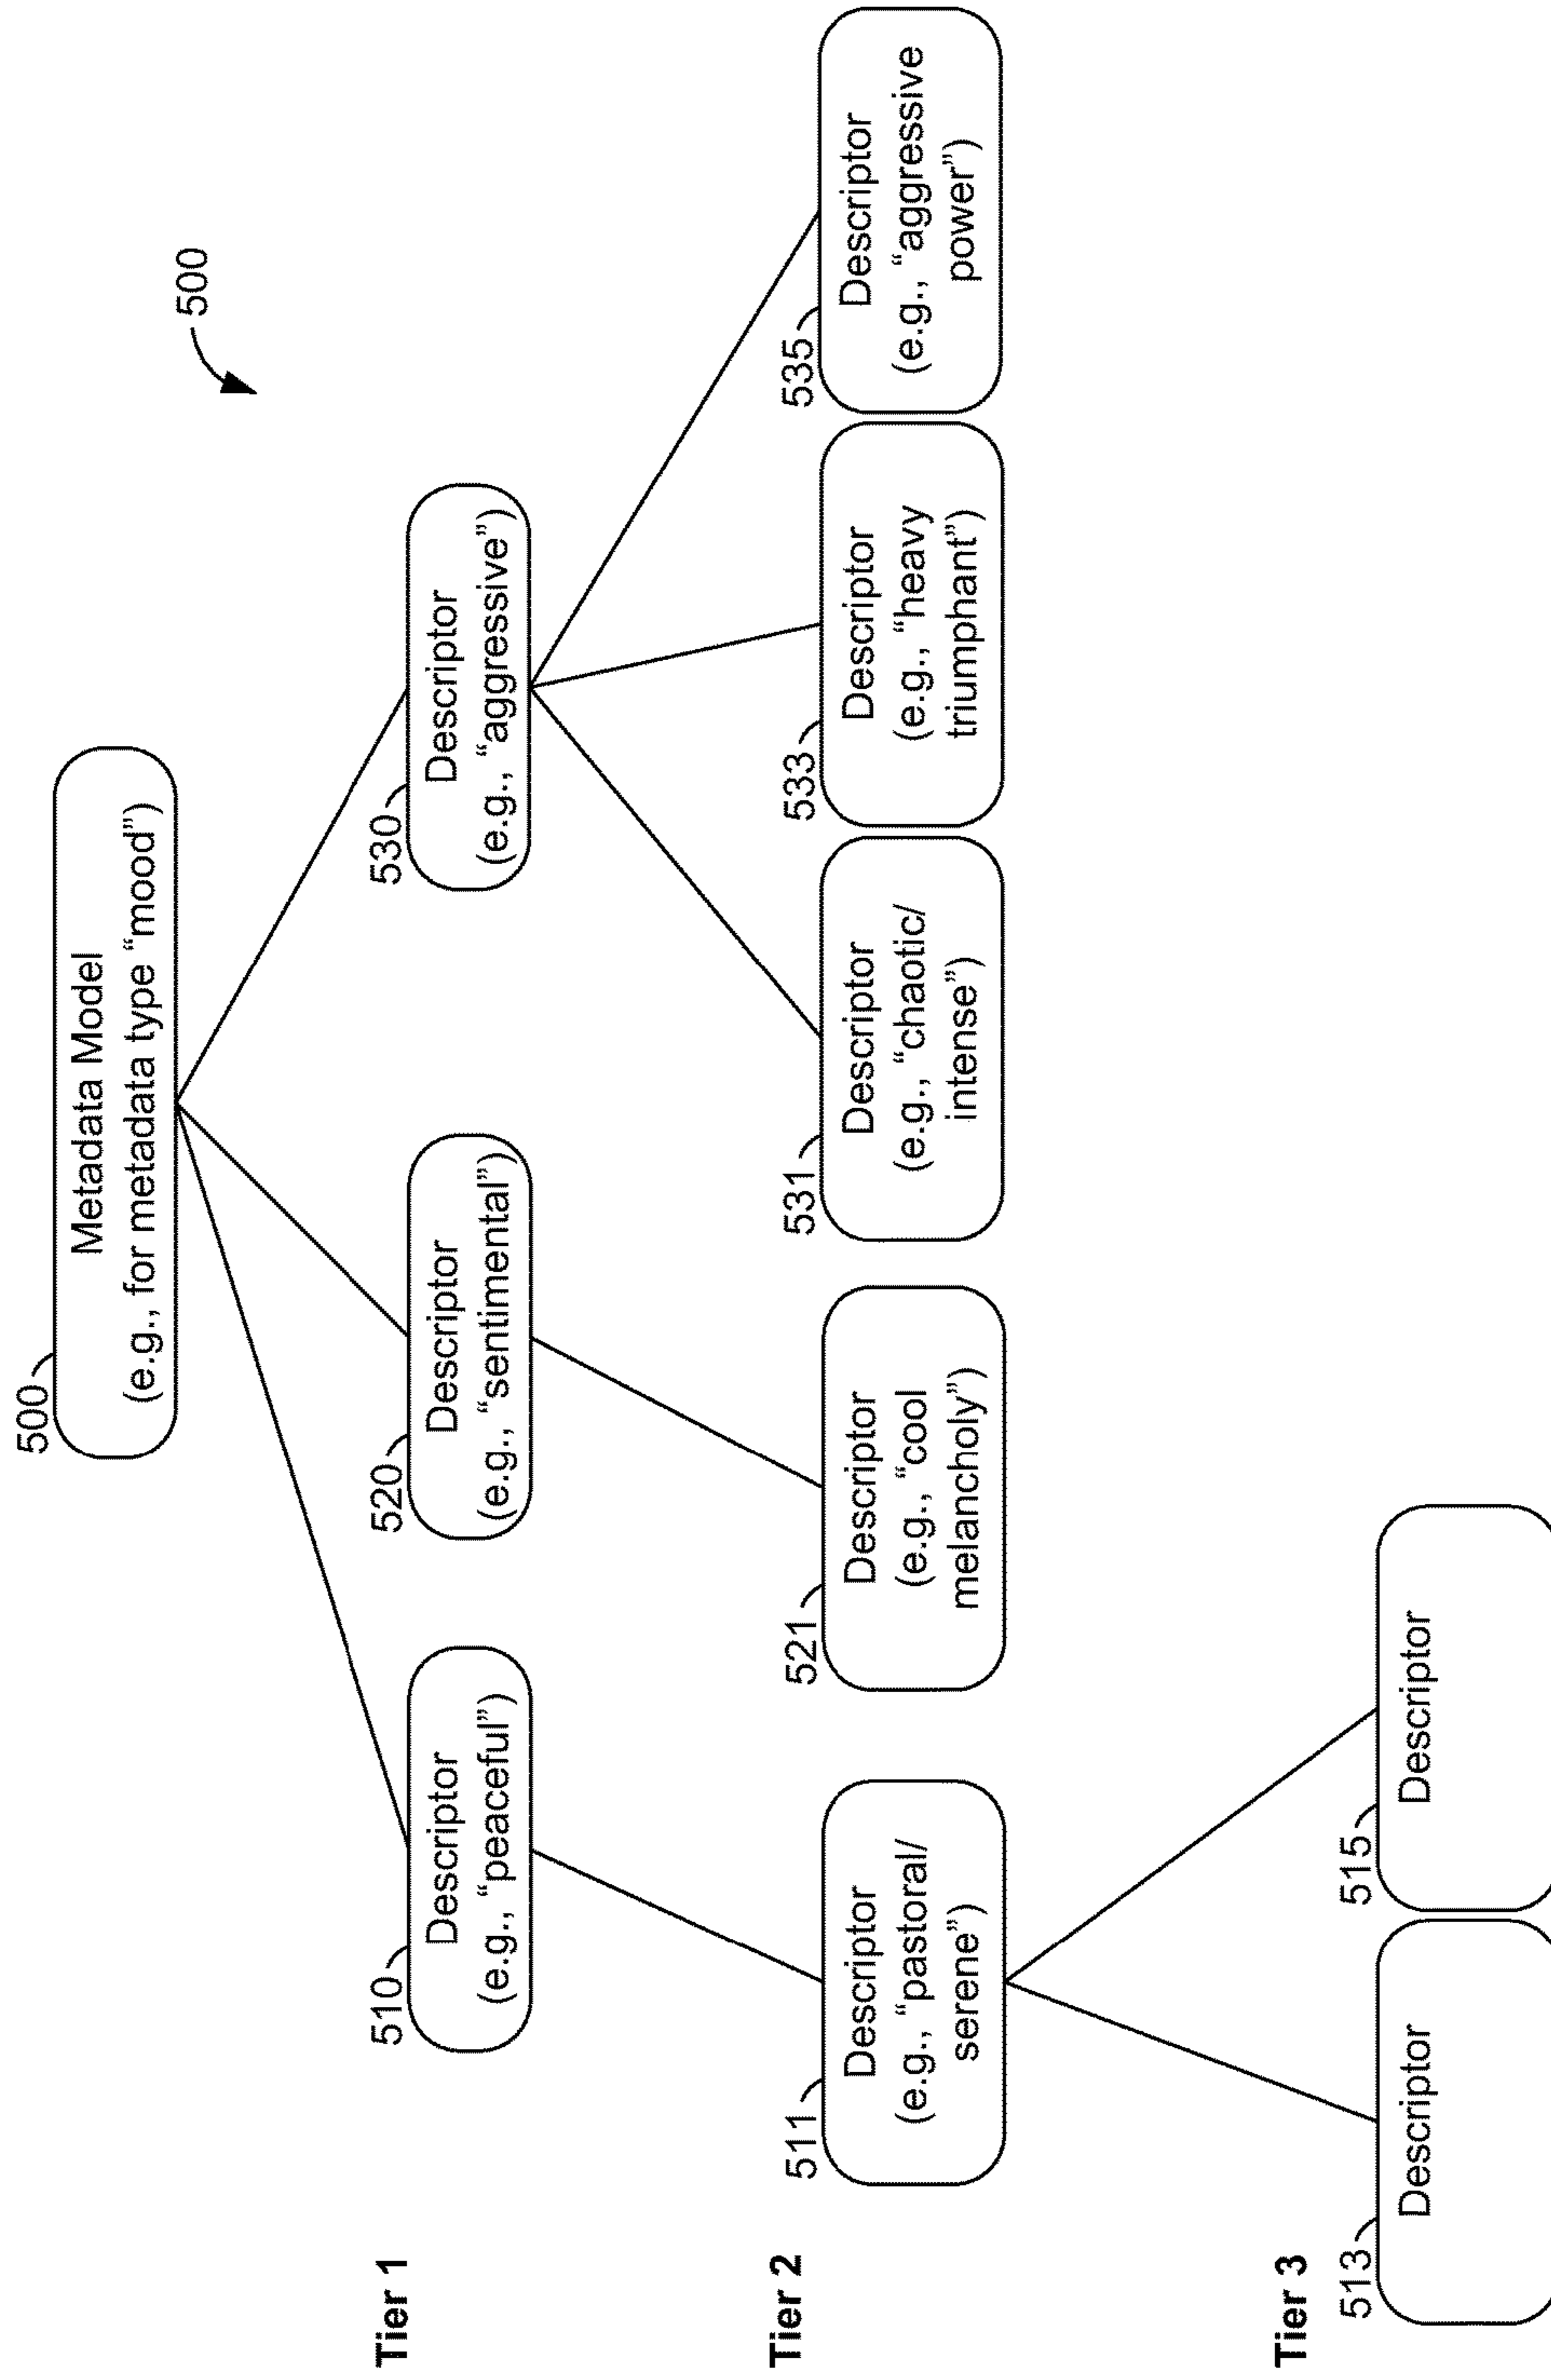 500
Metadata Model
(e.g., for metadata type “mood”)
500
Tier 1
510
Descriptor
(e.g., “peaceful”)
520
Descriptor
(e.g., “sentimental”)
530
Descriptor
(e.g., “aggressive”)
Tier 2
511
Descriptor
(e.g., “pastoral/
serene”)
521
Descriptor
(e.g., “cool
melancholy”)
531
Descriptor
(e.g., “chaotic/
intense”)
533
Descriptor
(e.g., “heavy
triumphant”)
535
Descriptor
(e.g., “aggressive
power”)
Tier 3
513
Descriptor
515
Descriptor